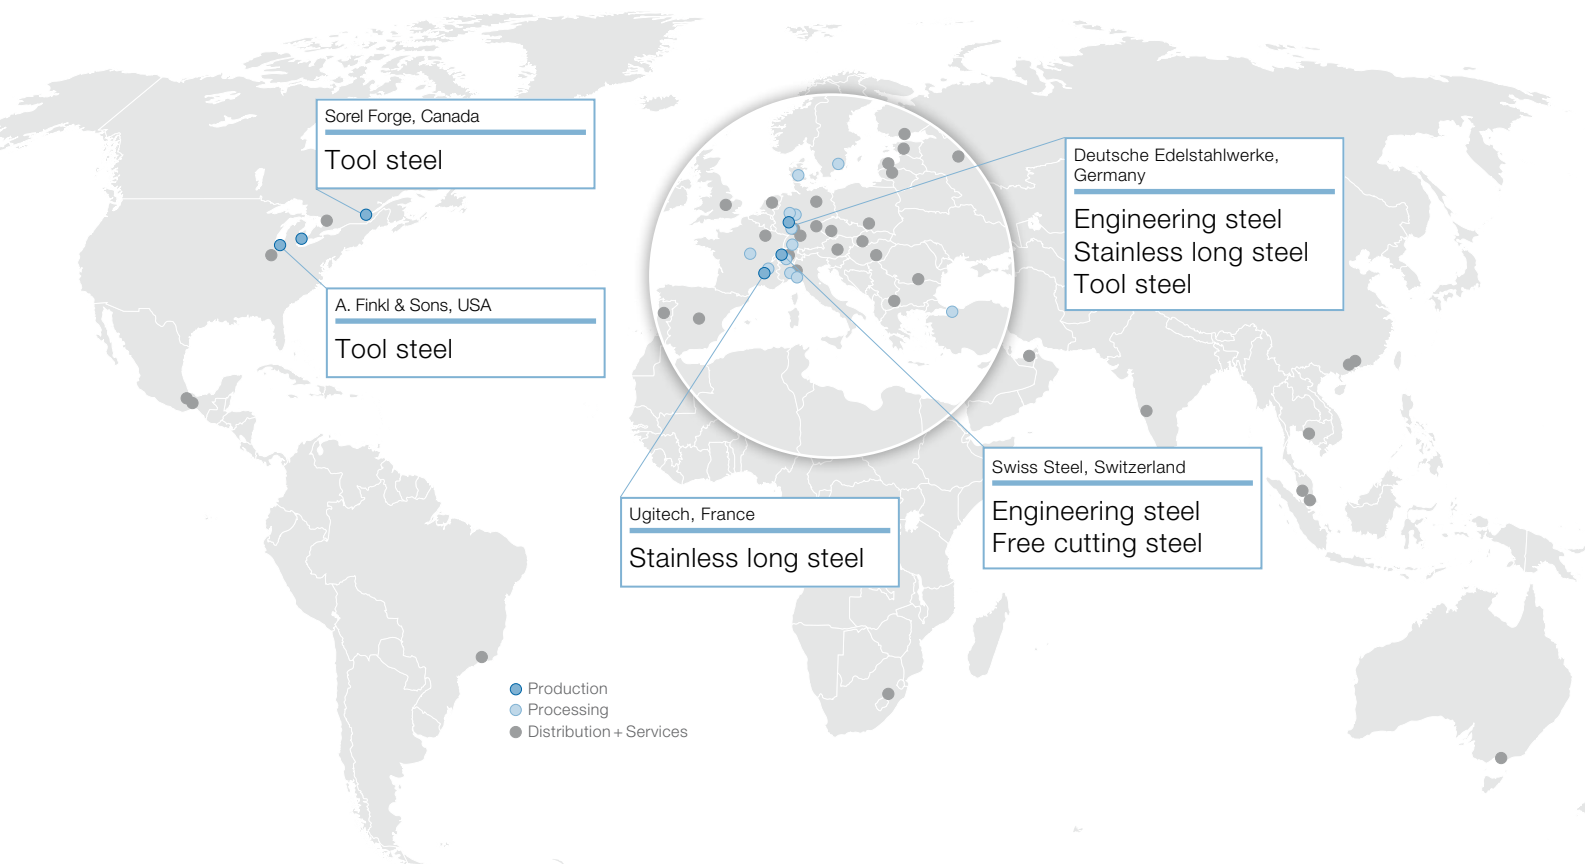 Sorel Forge, Canada
Tool steel
A. Finkl & Sons, USA
Tool steel
Deutsche Edelstahlwerke,
Germany
Engineering steel
Stainless long steel
Tool steel
Swiss Steel, Switzerland
Engineering steel
Free cutting steel
Ugitech, France
Stainless long steel
Production
Processing
Distribution + Services